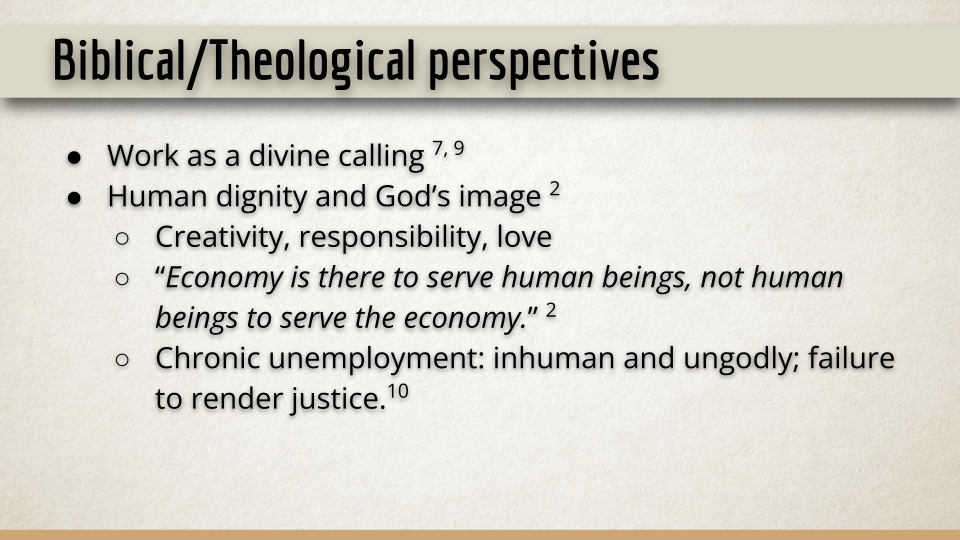 Biblical/Theological perspectives
● Work as a divine calling 7, 9
● Human dignity and God’s image 2
○ Creativity, responsibility, love
○ “Economy is there to serve human beings, not human
beings to serve the economy.” 2
○ Chronic unemployment: inhuman and ungodly; failure
to render justice.10